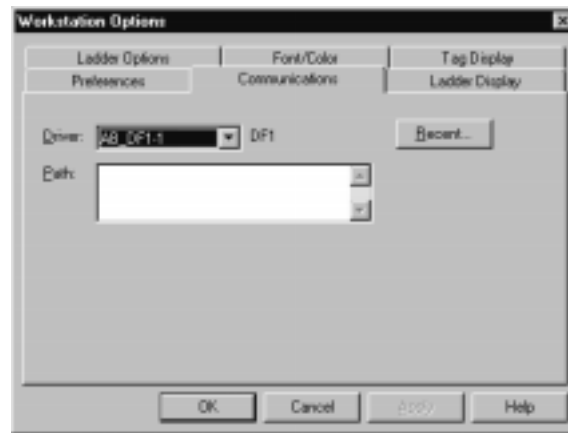 Workstation Options
Ladder Options Font/Color Tag Display
Preferences Communications Ladder Display
Driver: AB_DF1-1 DF1 Recent...
Path:
OK Cancel Apply Help